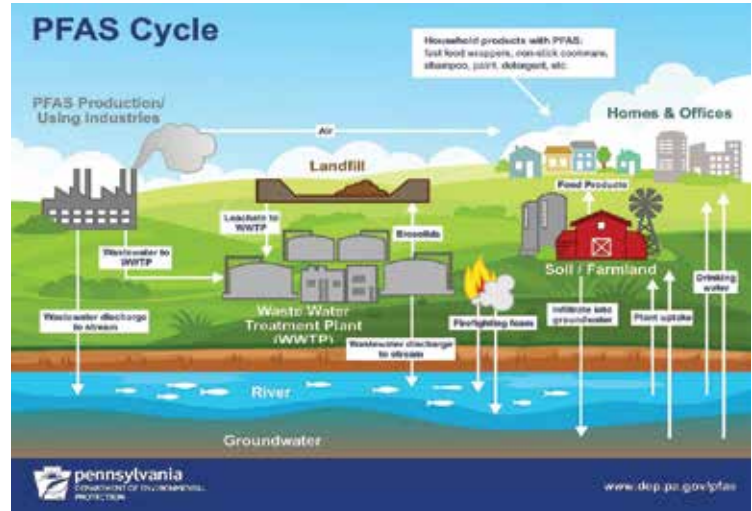 PFAS Cycle
Household products with PFAS:
fast food wrappers, non-stick cookware,
shampoo, paint, detergent, etc
PFAS Production/
Using Industries
Homes & Offices
Air
Landfill
Food Products
Leachate to
WWTP
Biosolids
Wastewater to
WWTP
Soil / Farmland
Drinking
water
Waste Water
Treatment Plant
(WWTP)
Wastewater discharge
to stream
Firefighting foam
Infiltrate into
groundwater
Plant uptake
Wastewater discharge
to stream
River
Groundwater
pennsylvania
DEPARTMENT OF ENVIRONMENTAL
PROTECTION
www.dep.pa.gov/pfas